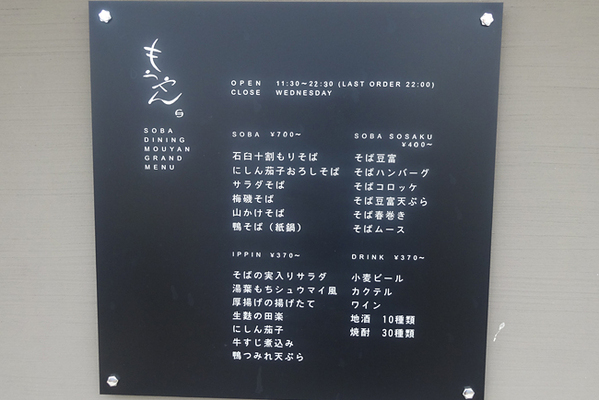 もうやん
SOBA
DINING
MOUYAN
GRAND
MENU
OPEN 11:30～22:30 (LAST ORDER 22:00)
CLOSE WEDNESDAY
SOBA ¥700～
石臼十割もりそば
にしん茄子おろしそば
サラダそば
梅磯そば
山かけそば
鴨そば（紙鍋）
SOBA SOSAKU
¥400～
そば豆富
そばハンバーグ
そばコロッケ
そば豆富天ぷら
そば春巻き
そばムース
IPPIN ¥370～
そばの実入りサラダ
湯葉もちシュウマイ風
厚揚げの揚げたて
生麩の田楽
にしん茄子
牛すじ煮込み
鴨つみれ天ぷら
DRINK ¥370～
小麦ビール
カクテル
ワイン
地酒 10種類
焼酎 30種類